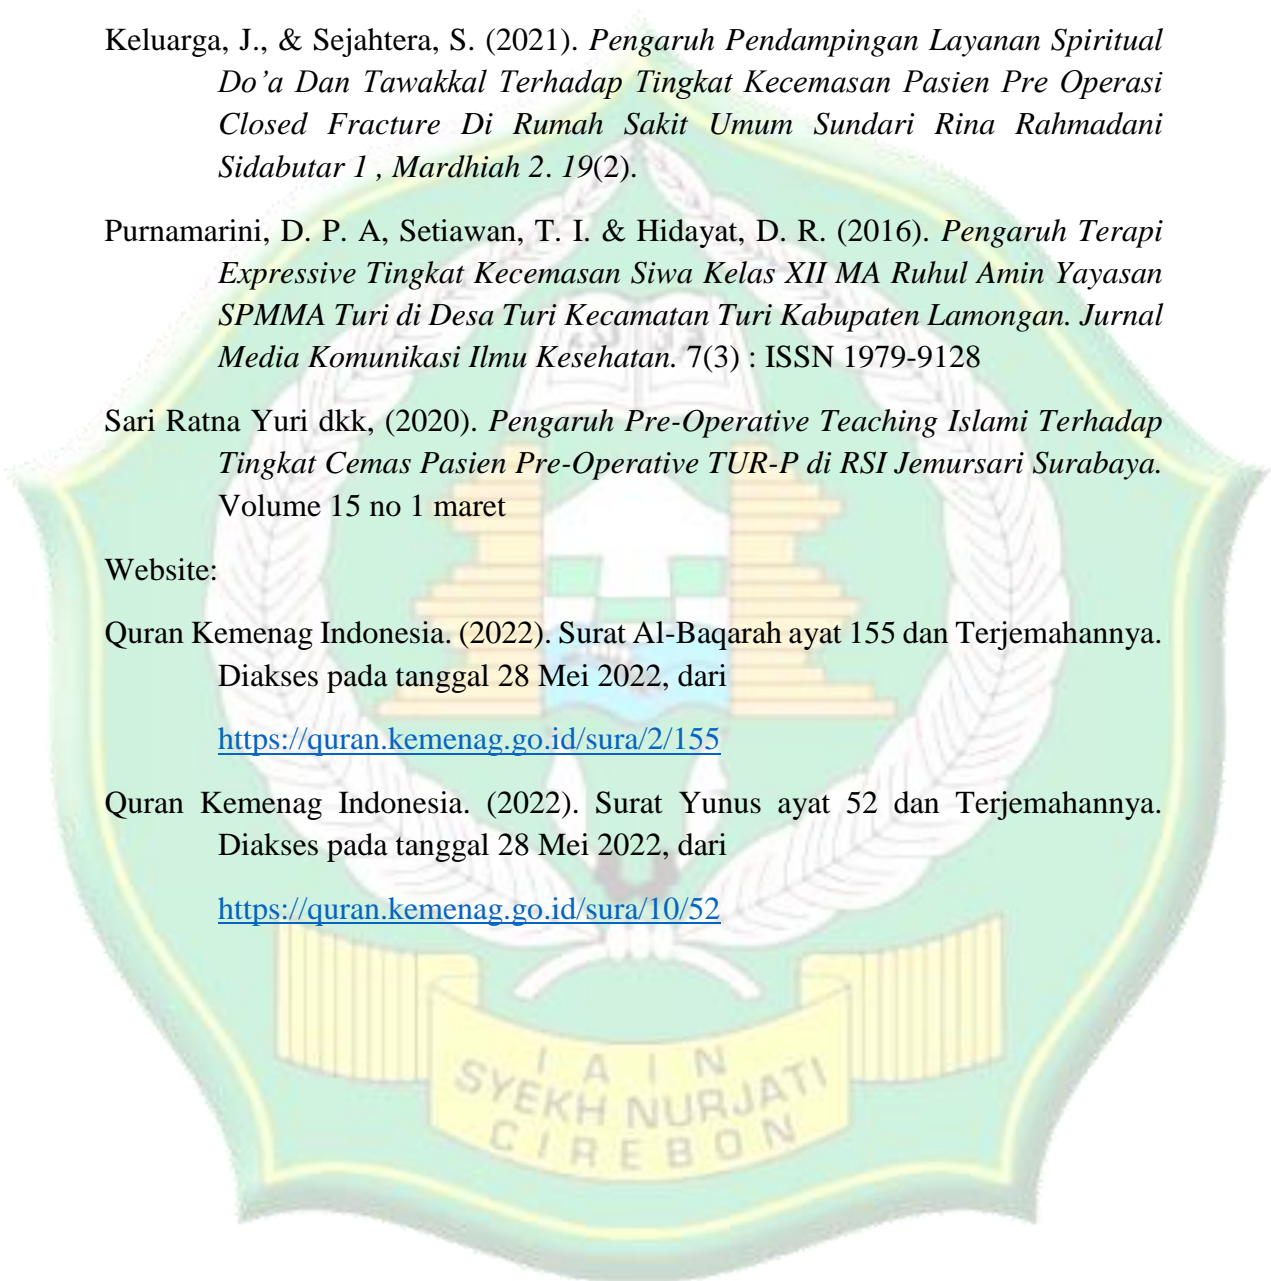 Keluarga, J., & Sejahtera, S. (2021). Pengaruh Pendampingan Layanan Spiritual
Do’a Dan Tawakkal Terhadap Tingkat Kecemasan Pasien Pre Operasi
Closed Fracture Di Rumah Sakit Umum Sundari Rina Rahmadani
Sidabutar 1 , Mardhiah 2. 19(2).
Purnamarini, D. P. A, Setiawan, T. I. & Hidayat, D. R. (2016). Pengaruh Terapi
Expressive Tingkat Kecemasan Siwa Kelas XII MA Ruhul Amin Yayasan
SPMMA Turi di Desa Turi Kecamatan Turi Kabupaten Lamongan. Jurnal
Media Komunikasi Ilmu Kesehatan. 7(3) : ISSN 1979-9128
Sari Ratna Yuri dkk, (2020). Pengaruh Pre-Operative Teaching Islami Terhadap
Tingkat Cemas Pasien Pre-Operative TUR-P di RSI Jemursari Surabaya.
Volume 15 no 1 maret
Website:
Quran Kemenag Indonesia. (2022). Surat Al-Baqarah ayat 155 dan Terjemahannya.
Diakses pada tanggal 28 Mei 2022, dari
https://quran.kemenag.go.id/sura/2/155
Quran Kemenag Indonesia. (2022). Surat Yunus ayat 52 dan Terjemahannya.
Diakses pada tanggal 28 Mei 2022, dari
https://quran.kemenag.go.id/sura/10/52
IAIN
SYEKH NURJATI
CIREBON